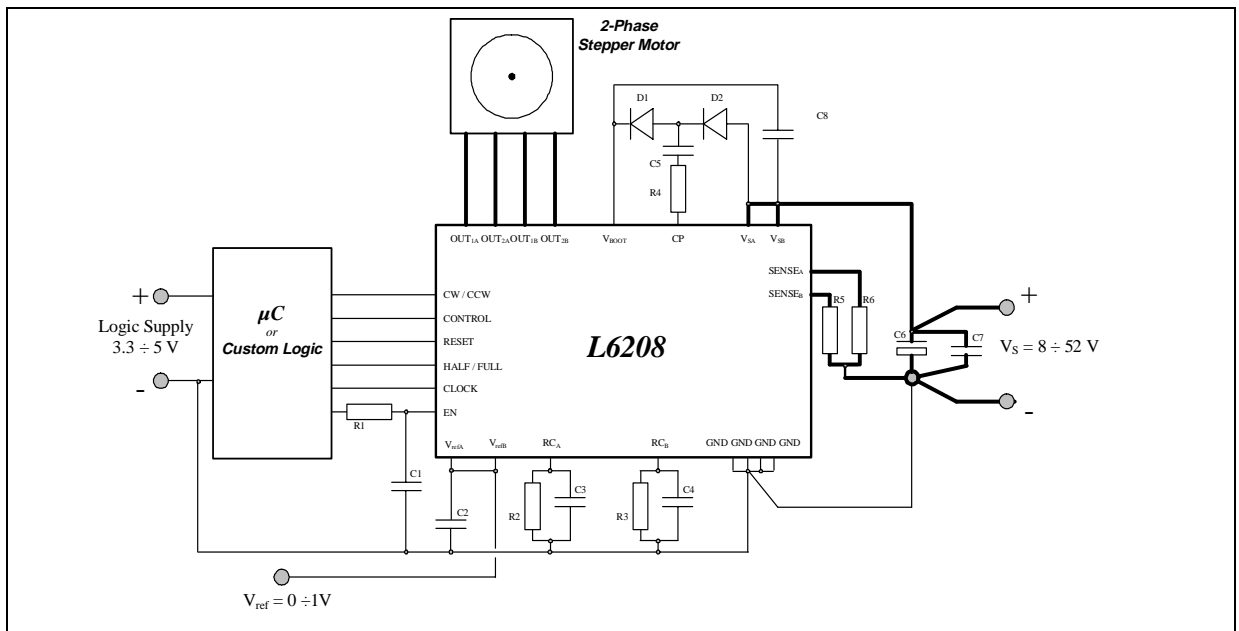 2-Phase
Stepper Motor
D1
D2
C8
C5
R4
OUT1A OUT2A OUT1B OUT2B
VBOOT
CP
VSA
VSB
SENSEA
SENSEB
R5
R6
+
Logic Supply
3.3 ÷ 5 V
-
µC
or
Custom Logic
CW / CCW
CONTROL
RESET
HALF / FULL
CLOCK
EN
R1
L6208
C6
C7
+
VS = 8 ÷ 52 V
-
VrefA
VrefB
RCA
RCB
GND GND GND GND
C1
C2
R2
C3
R3
C4
Vref = 0 ÷1V